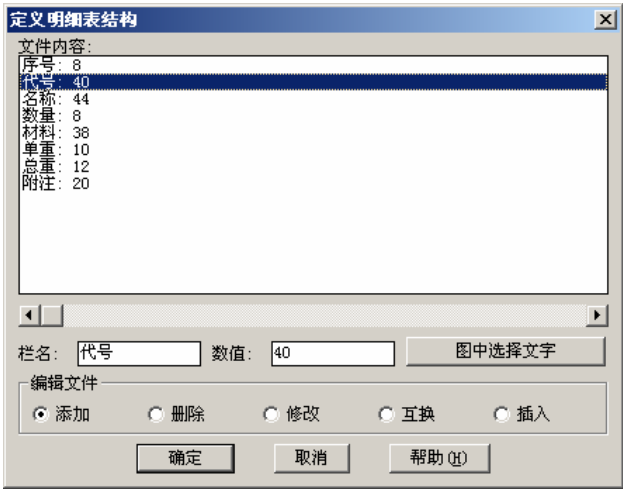 定义明细表结构
文件内容:
序号: 8
代号: 40
名称: 44
数量: 8
材料: 38
单重: 10
总重: 12
附注: 20
栏名: 代号 数值: 40 图中选择文字
编辑文件
添加 删除 修改 互换 插入
确定 取消 帮助(H)